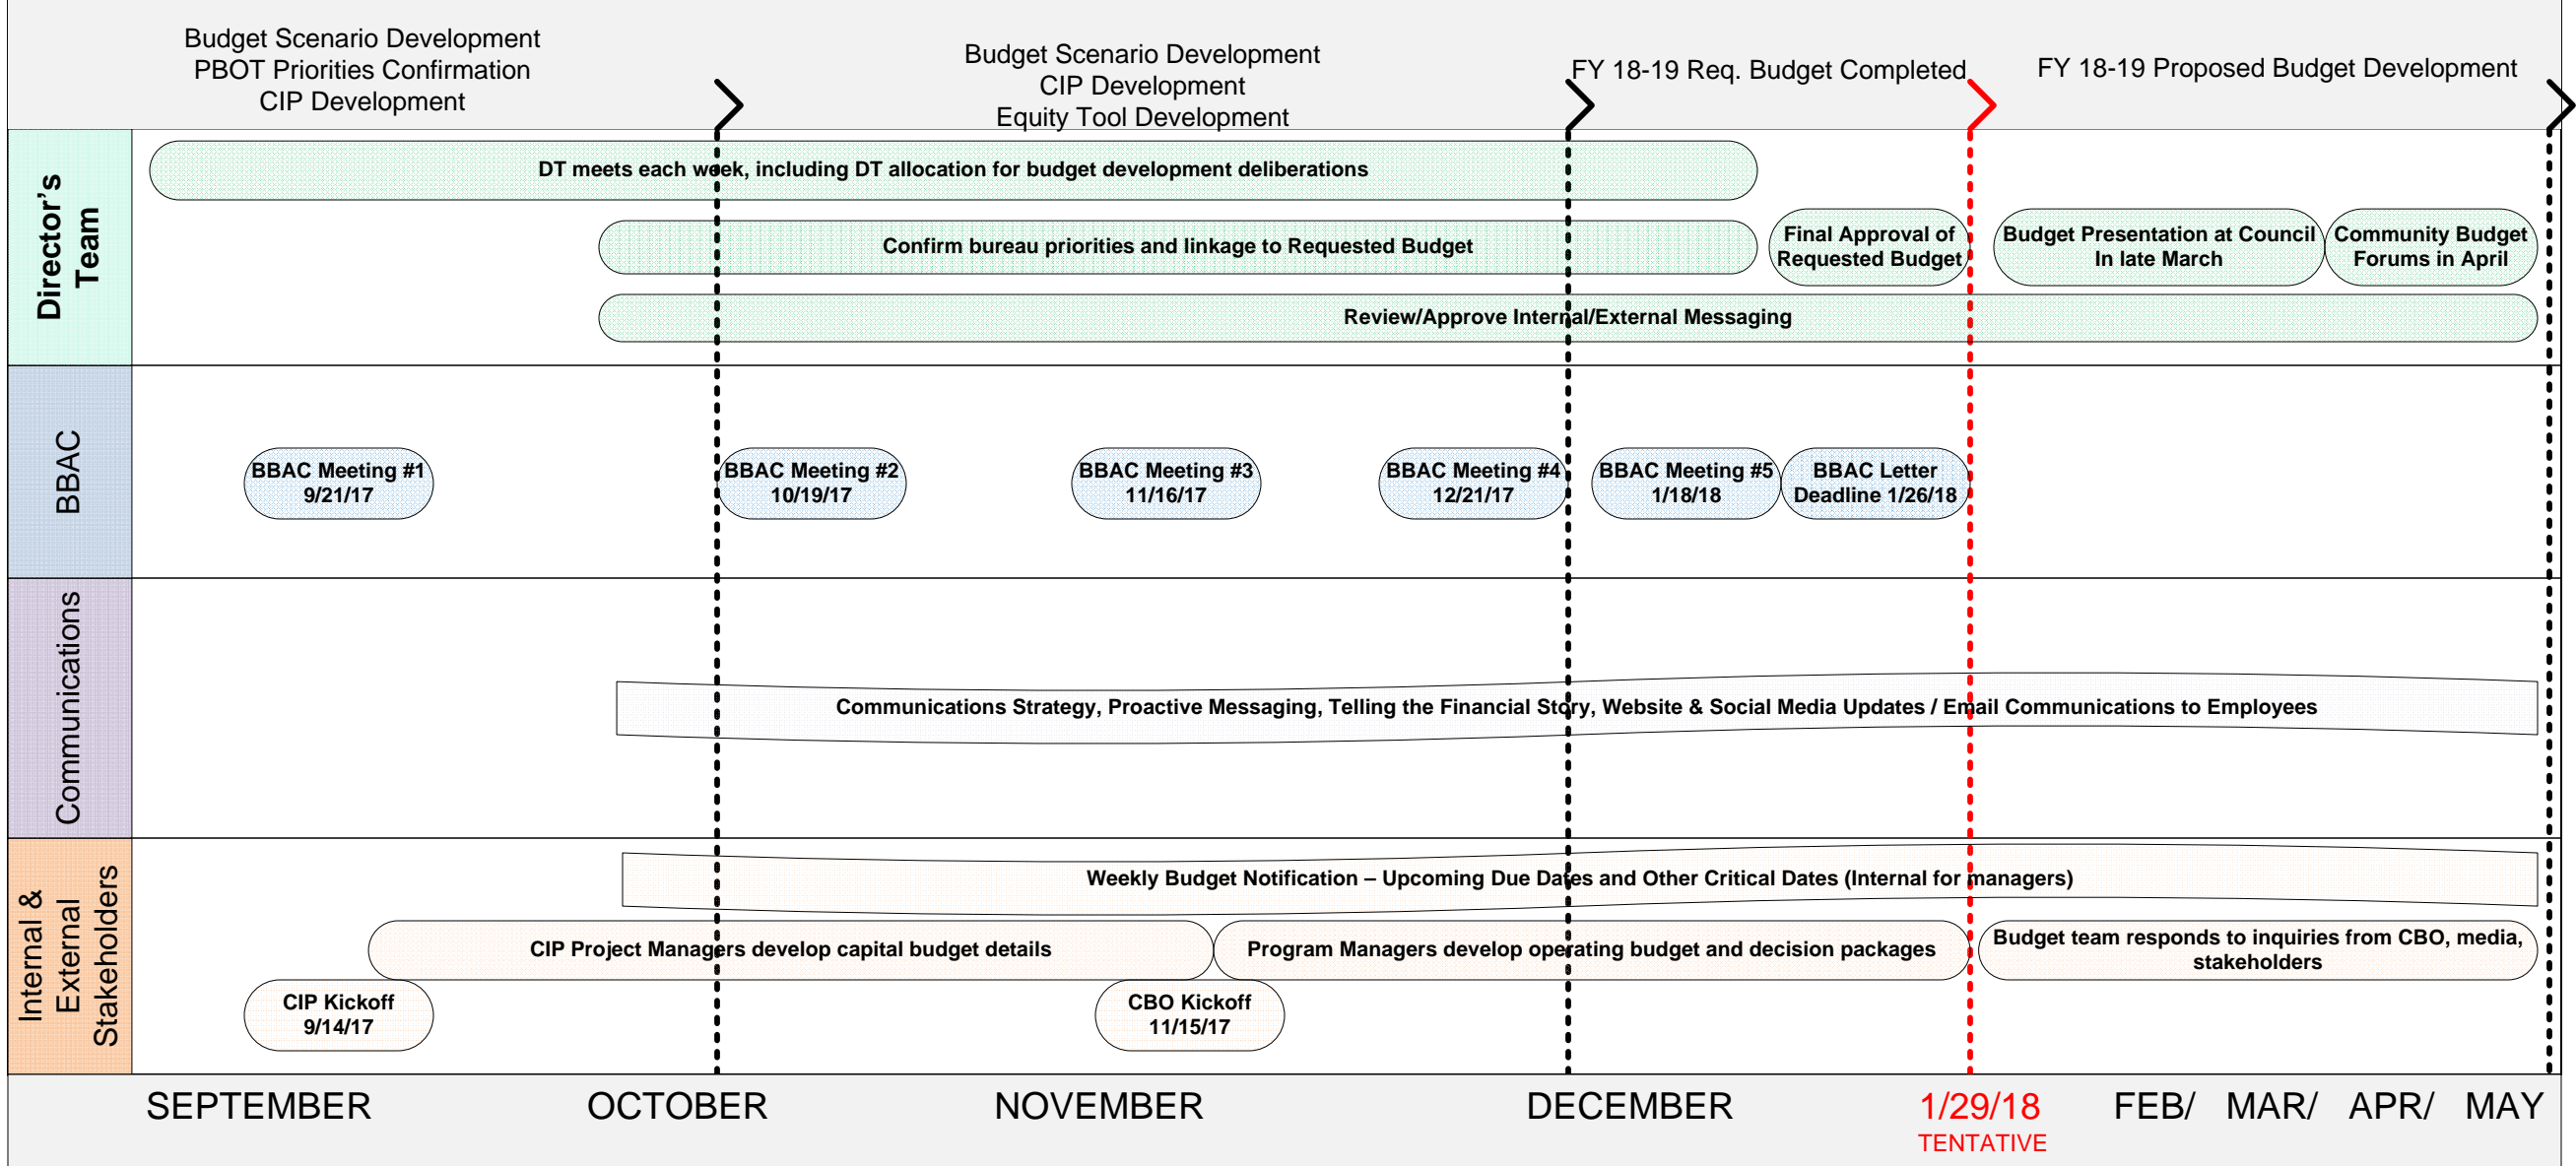 Budget Scenario Development
PBOT Priorities Confirmation
CIP Development
Budget Scenario Development
CIP Development
Equity Tool Development
FY 18-19 Req. Budget Completed
FY 18-19 Proposed Budget Development
Director's
Team
DT meets each week, including DT allocation for budget development deliberations
Confirm bureau priorities and linkage to Requested Budget
Final Approval of
Requested Budget
Budget Presentation at Council
In late March
Community Budget
Forums in April
Review/Approve Internal/External Messaging
BBAC
BBAC Meeting #1
9/21/17
BBAC Meeting #2
10/19/17
BBAC Meeting #3
11/16/17
BBAC Meeting #4
12/21/17
BBAC Meeting #5
1/18/18
BBAC Letter
Deadline 1/26/18
Communications
Communications Strategy, Proactive Messaging, Telling the Financial Story, Website & Social Media Updates / Email Communications to Employees
Internal &
External
Stakeholders
Weekly Budget Notification – Upcoming Due Dates and Other Critical Dates (Internal for managers)
CIP Project Managers develop capital budget details
Program Managers develop operating budget and decision packages
Budget team responds to inquiries from CBO, media,
stakeholders
CIP Kickoff
9/14/17
CBO Kickoff
11/15/17
SEPTEMBER
OCTOBER
NOVEMBER
DECEMBER
1/29/18
TENTATIVE
FEB/ MAR/ APR/ MAY